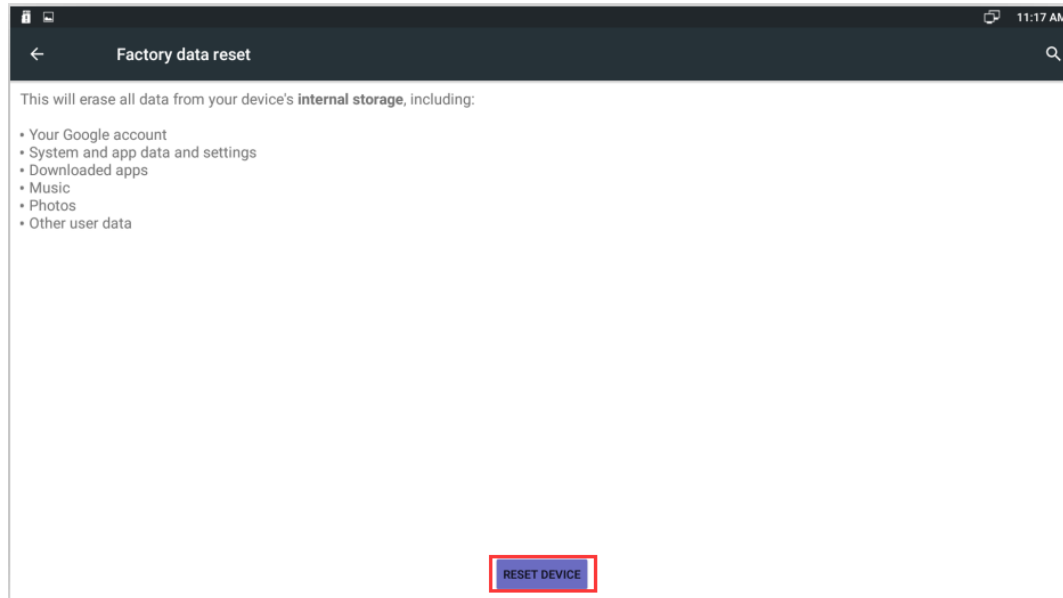 11:17 AM
Factory data reset
This will erase all data from your device's internal storage, including:
• Your Google account
• System and app data and settings
• Downloaded apps
• Music
• Photos
• Other user data
RESET DEVICE